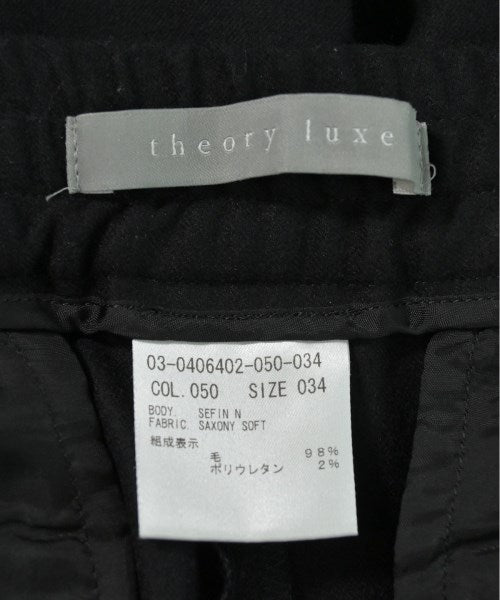 theory luxe
03-0406402-050-034
COL.050 SIZE 034
BODY. SEFIN N
FABRIC. SAXONY SOFT
組成表示
毛 98%
ポリウレタン 2%